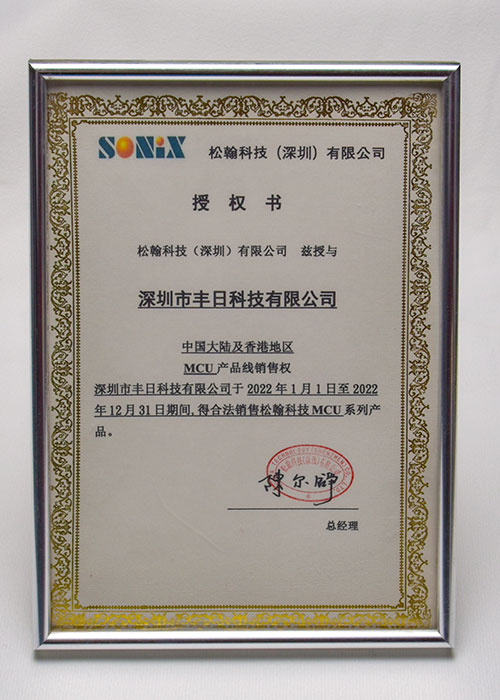 SONiX 松翰科技（深圳）有限公司
授 权 书
松翰科技（深圳）有限公司 兹授与
深圳市丰日科技有限公司
中国大陆及香港地区
MCU 产品线销售权
深圳市丰日科技有限公司于 2022 年 1 月 1 日至 2022
年 12 月 31 日期间, 得合法销售松翰科技 MCU 系列产
品。
总经理